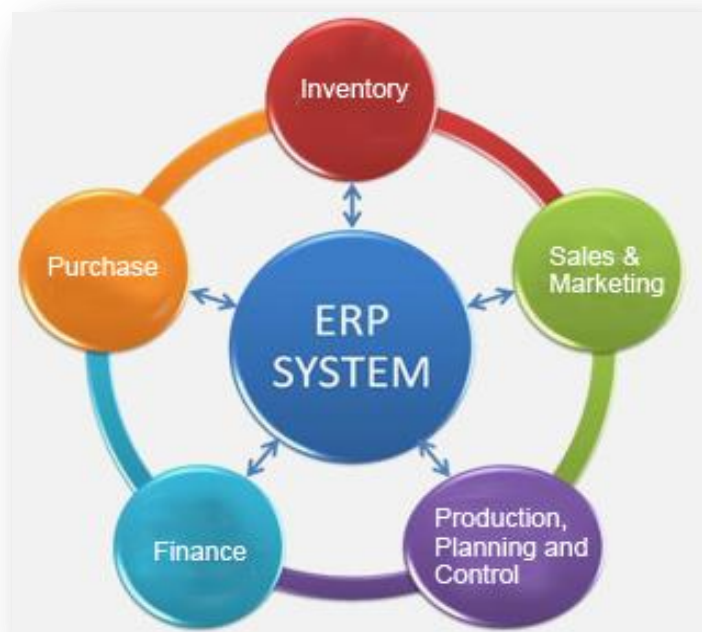 Inventory
Purchase
Sales &
Marketing
ERP
SYSTEM
Finance
Production,
Planning and
Control